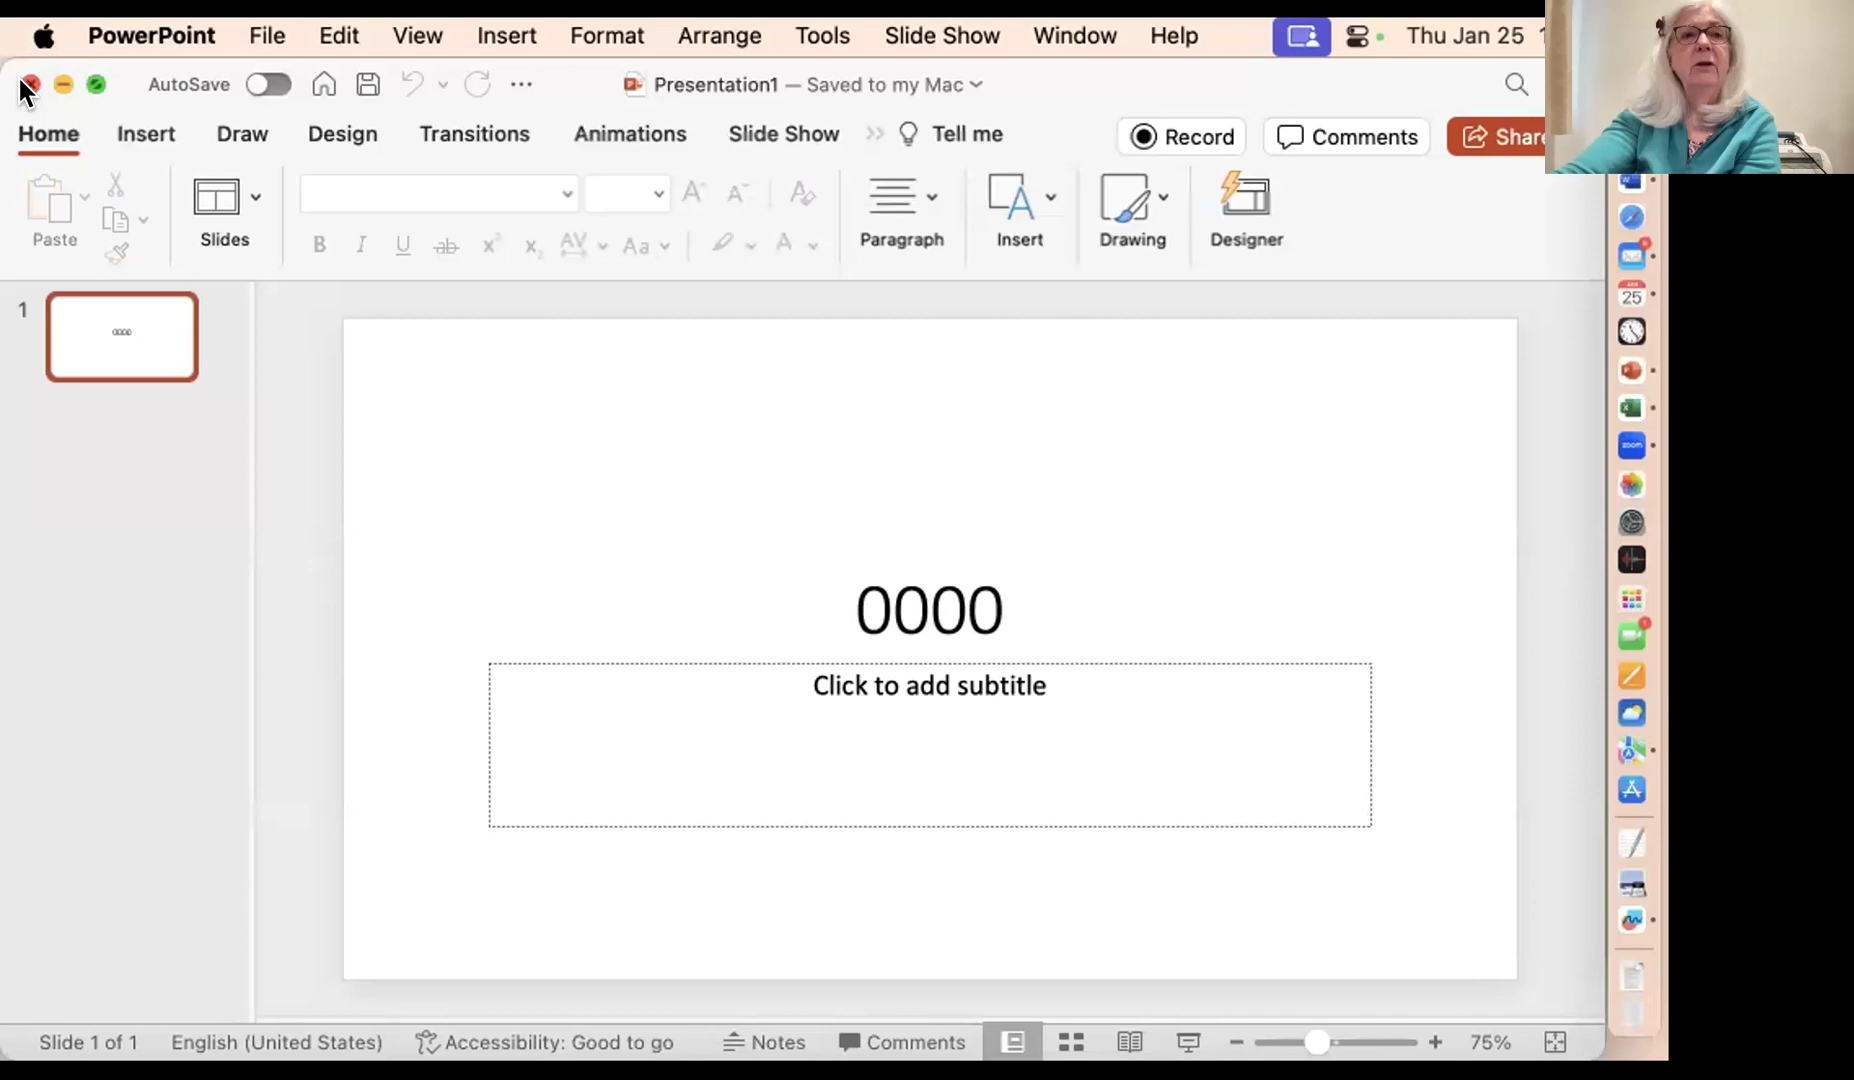 PowerPoint File Edit View Insert Format Arrange Tools Slide Show Window Help Thu Jan 25
AutoSave Presentation1 — Saved to my Mac
Home Insert Draw Design Transitions Animations Slide Show Tell me Record Comments Share
Paste Slides Paragraph Insert Drawing Designer
1
0000
0000
Click to add subtitle
25
zoom
Slide 1 of 1 English (United States) Accessibility: Good to go Notes Comments 75%